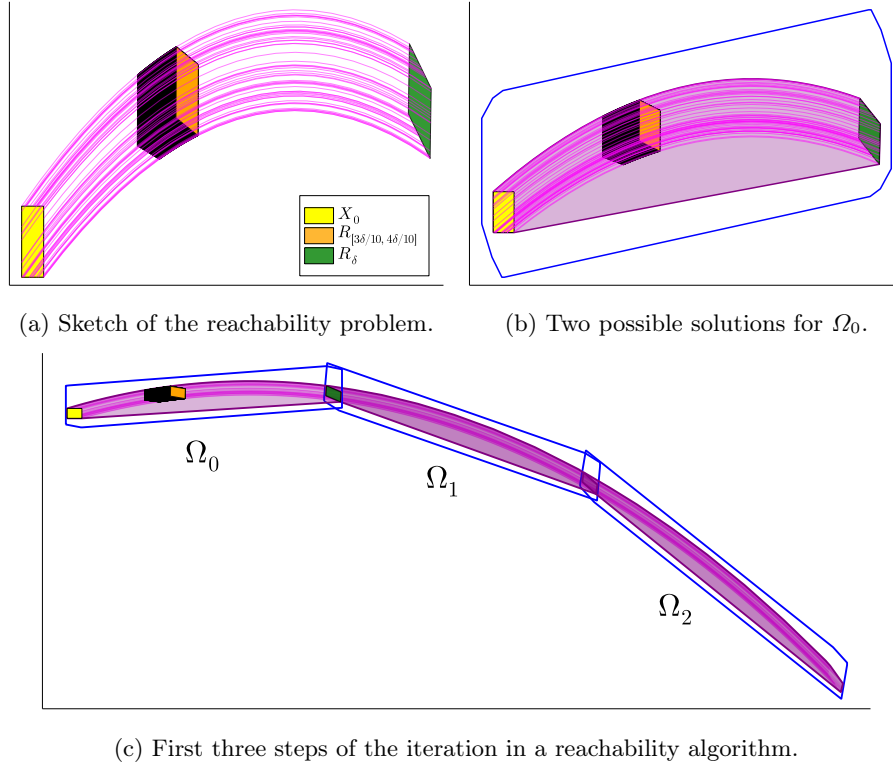 X₀
R[3δ/10, 4δ/10]
R_δ
(a) Sketch of the reachability problem.
(b) Two possible solutions for Ω₀.
Ω₀
Ω₁
Ω₂
(c) First three steps of the iteration in a reachability algorithm.